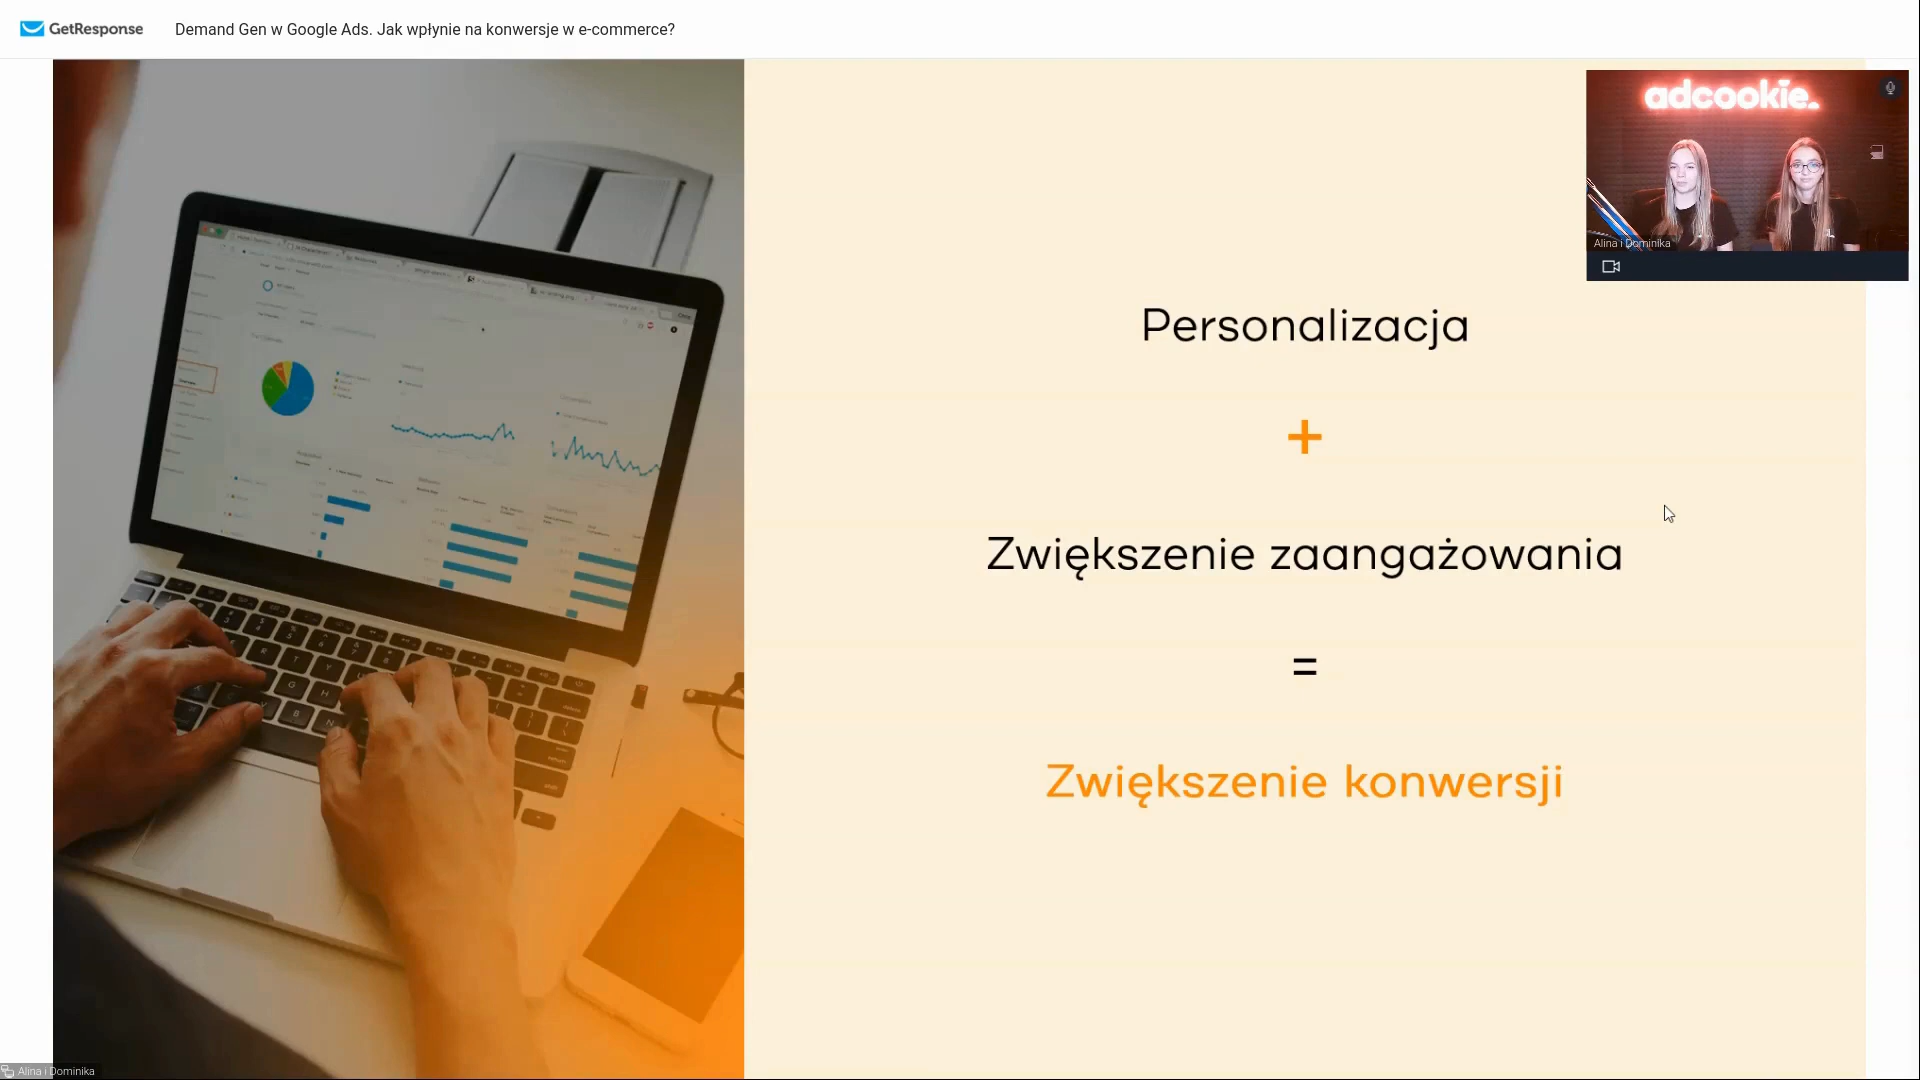 GetResponse
Demand Gen w Google Ads. Jak wpłynie na konwersje w e-commerce?
adcookie.
Alina i Dominika
Personalizacja
+
Zwiększenie zaangażowania
=
Zwiększenie konwersji
Alina i Dominika